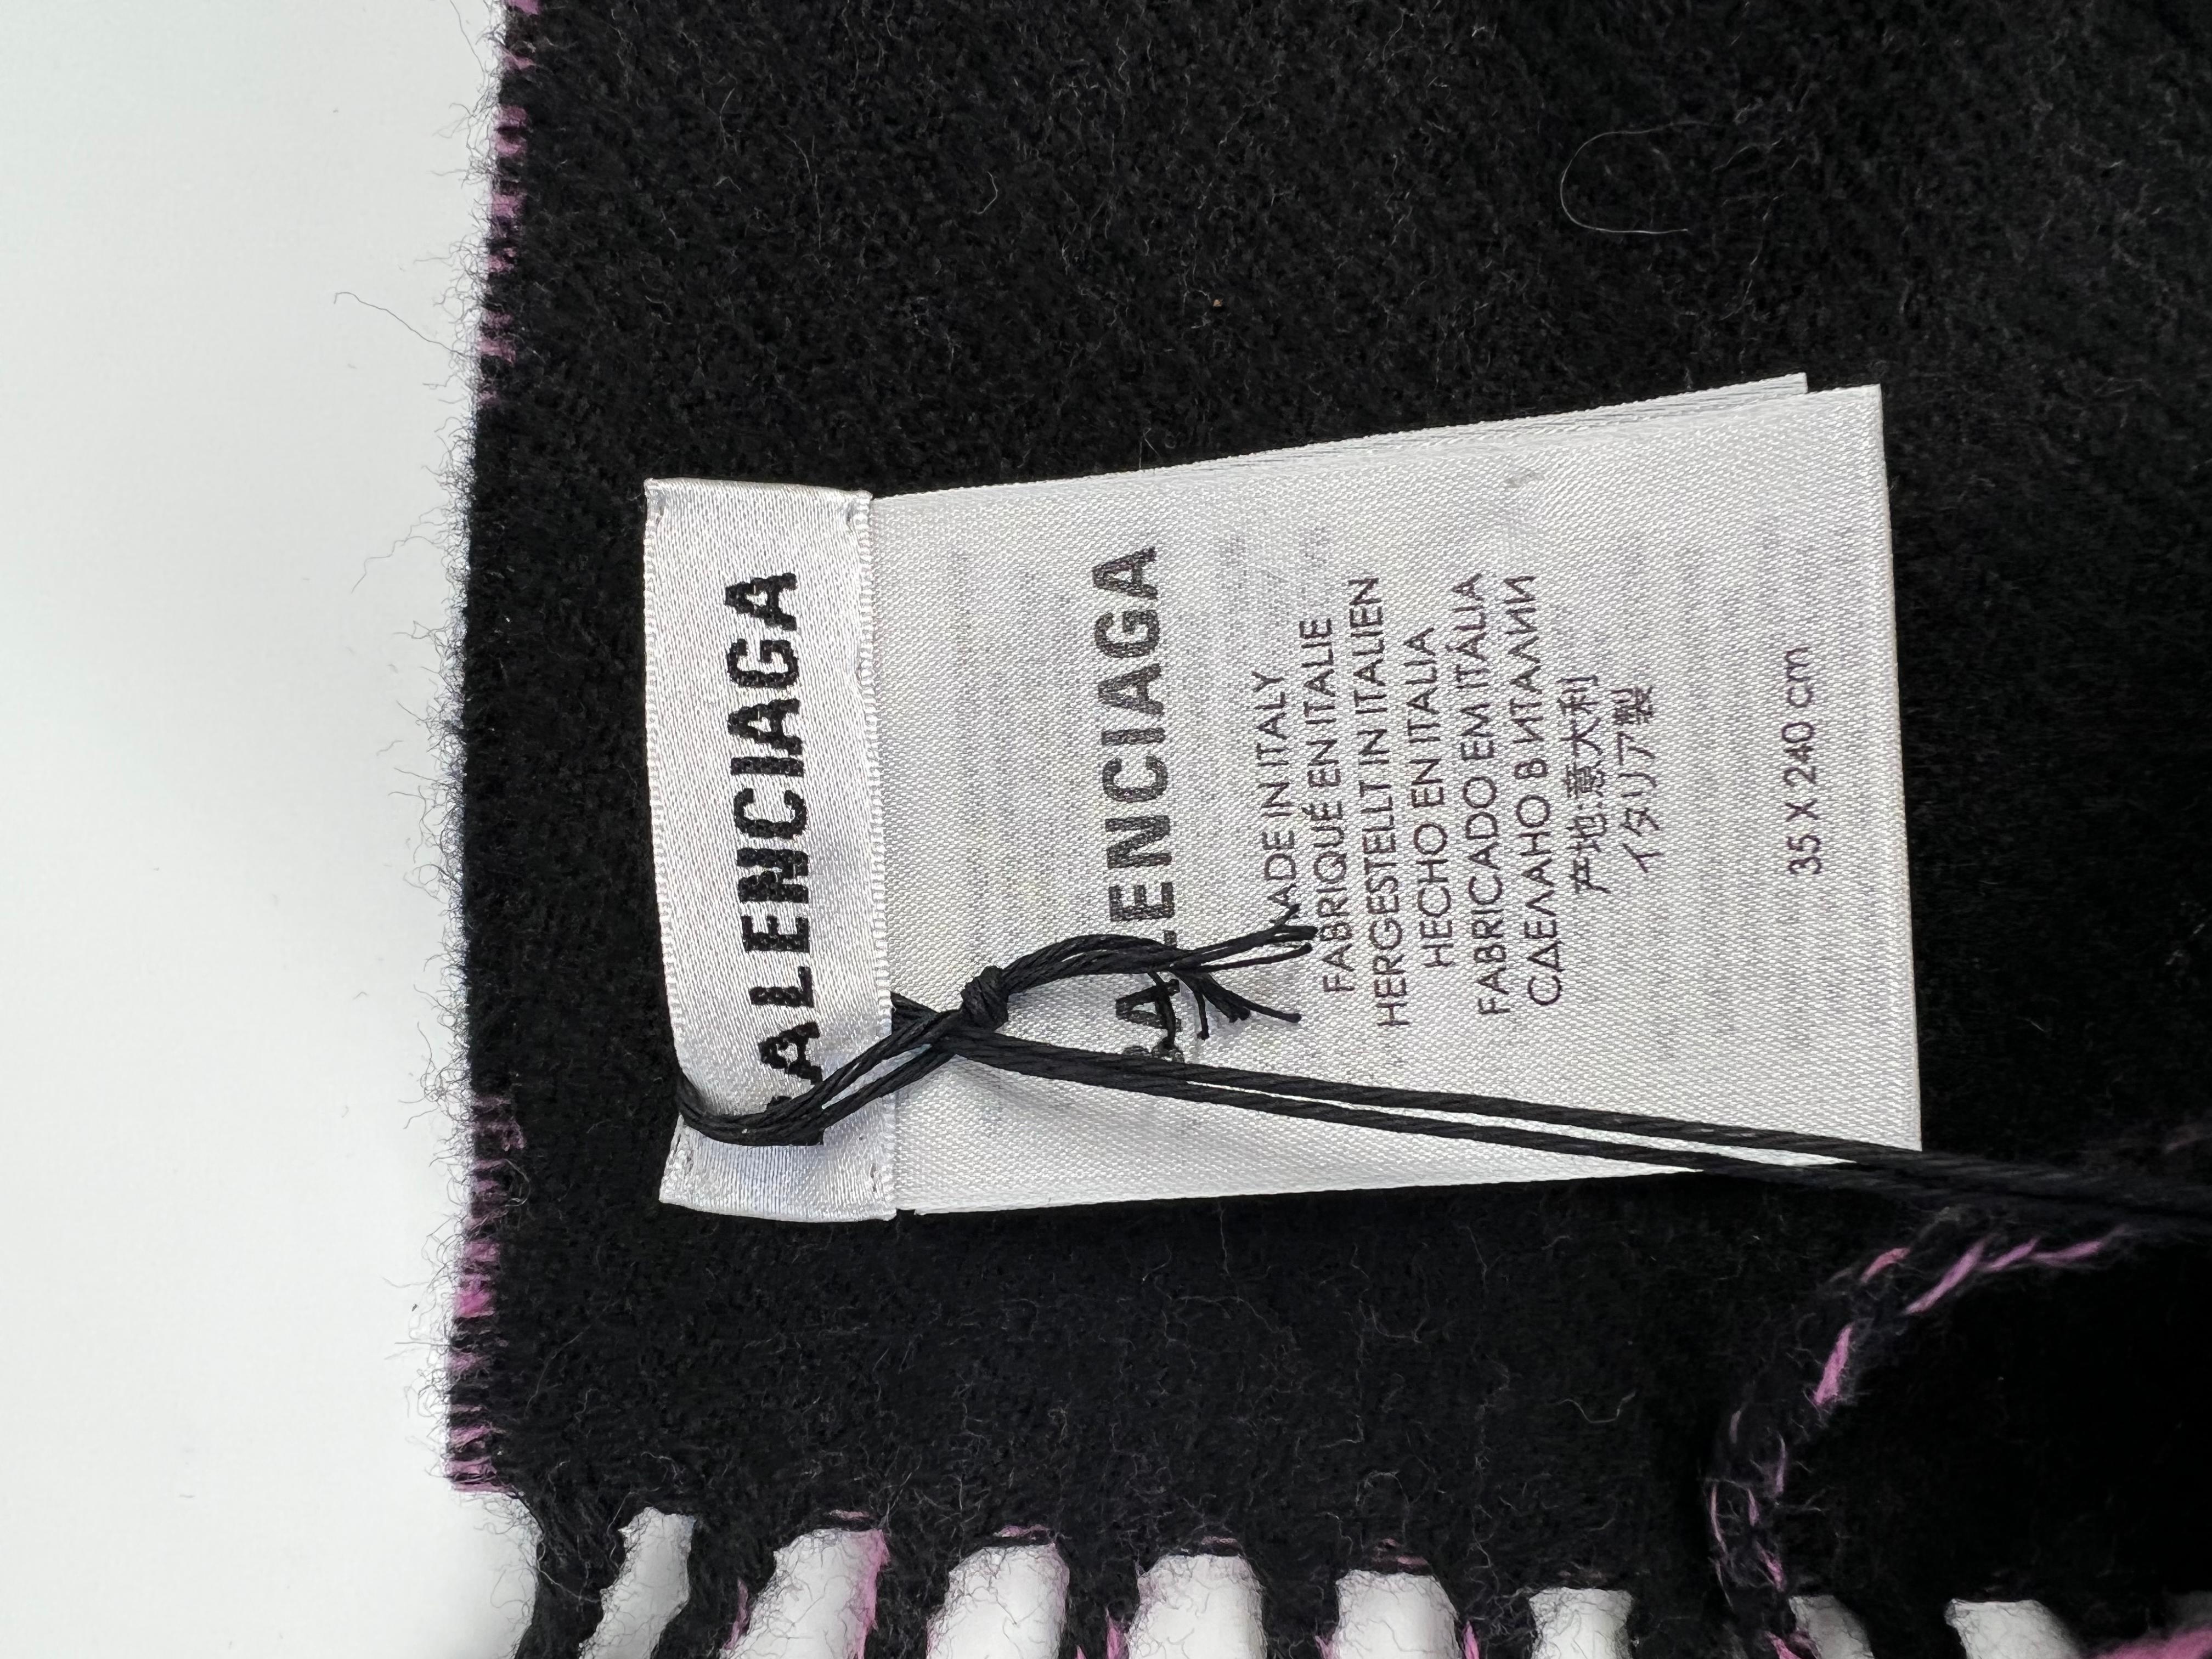 BALENCIAGA
BALENCIAGA
MADE IN ITALY
FABRIQUÉ EN ITALIE
HERGESTELLT IN ITALIEN
HECHO EN ITALIA
FABRICADO EM ITÁLIA
СДЕЛАНО В ИТАЛИИ
产地:意大利
イタリア製
35 X 240 cm